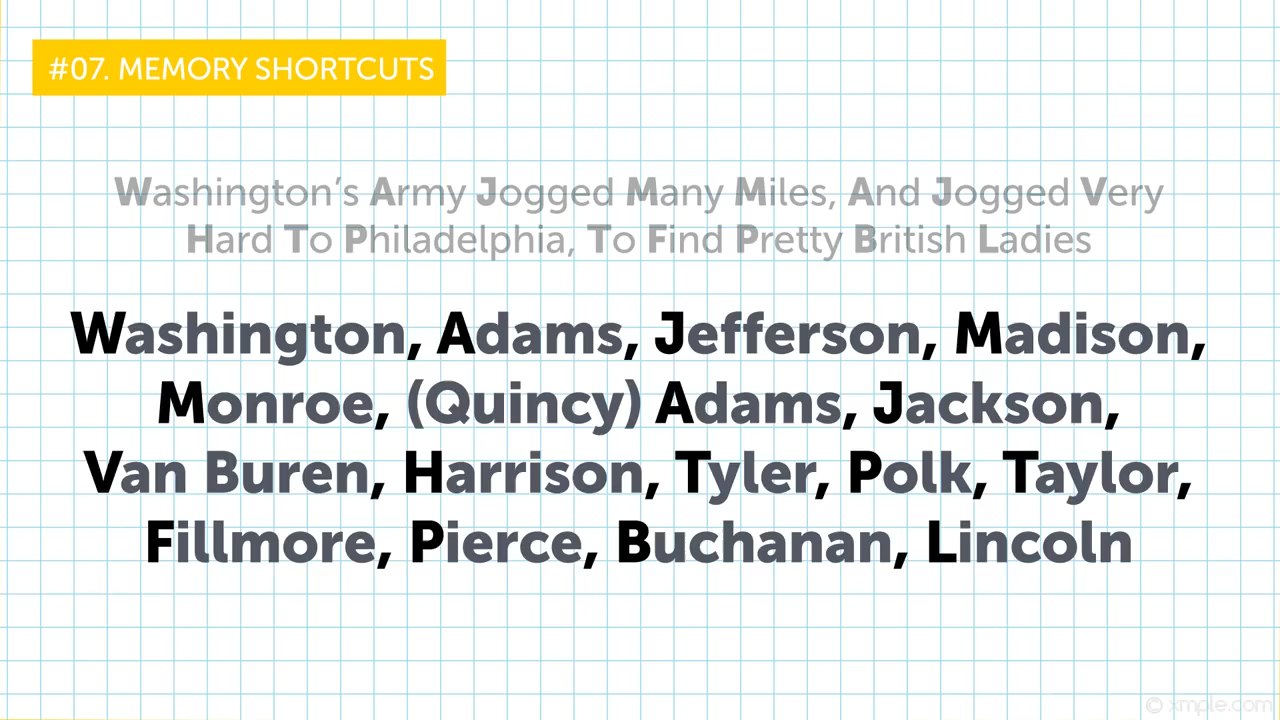 #07. MEMORY SHORTCUTS
Washington’s Army Jogged Many Miles, And Jogged Very
Hard To Philadelphia, To Find Pretty British Ladies
Washington, Adams, Jefferson, Madison,
Monroe, (Quincy) Adams, Jackson,
Van Buren, Harrison, Tyler, Polk, Taylor,
Fillmore, Pierce, Buchanan, Lincoln
© xmple.com